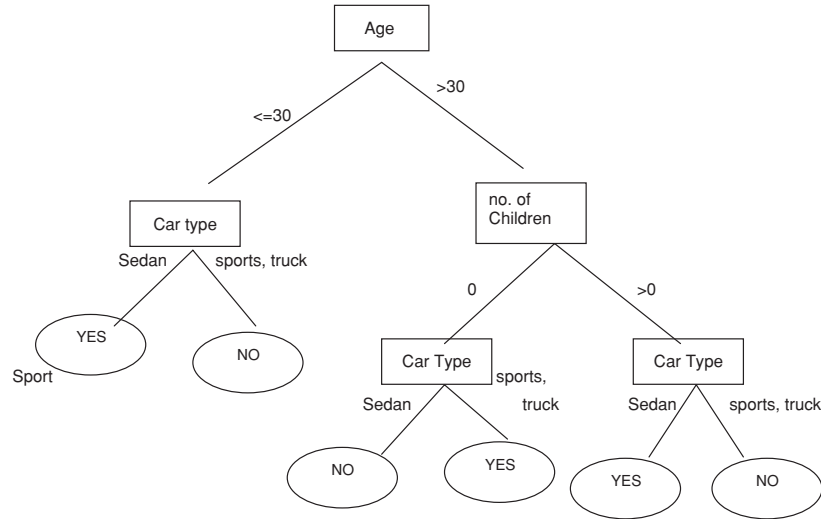 Age
<=30
>30
Car type
no. of
Children
Sedan
sports, truck
0
>0
YES
NO
Sport
Car Type
sports,
truck
Sedan
Car Type
Sedan
sports, truck
NO
YES
YES
NO